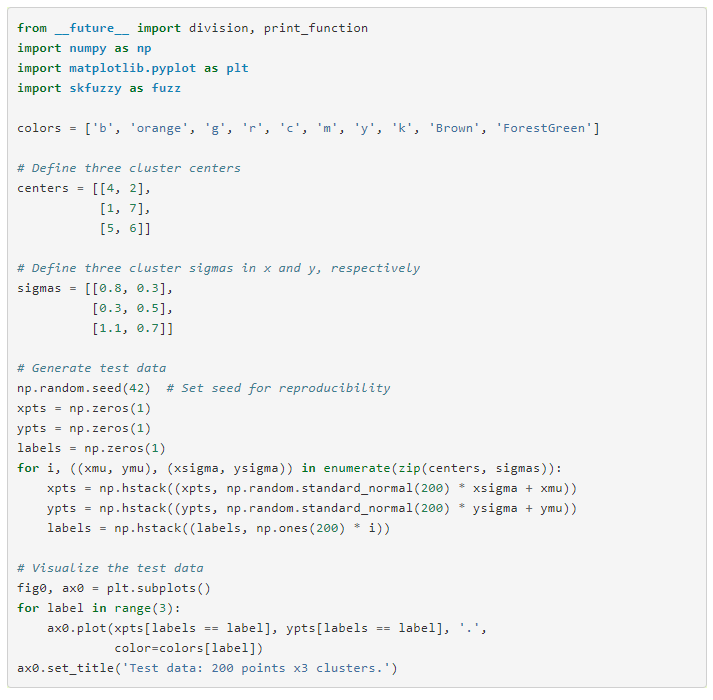 from __future__ import division, print_function
import numpy as np
import matplotlib.pyplot as plt
import skfuzzy as fuzz

colors = ['b', 'orange', 'g', 'r', 'c', 'm', 'y', 'k', 'Brown', 'ForestGreen']

# Define three cluster centers
centers = [[4, 2],
           [1, 7],
           [5, 6]]

# Define three cluster sigmas in x and y, respectively
sigmas = [[0.8, 0.3],
          [0.3, 0.5],
          [1.1, 0.7]]

# Generate test data
np.random.seed(42)  # Set seed for reproducibility
xpts = np.zeros(1)
ypts = np.zeros(1)
labels = np.zeros(1)
for i, ((xmu, ymu), (xsigma, ysigma)) in enumerate(zip(centers, sigmas)):
    xpts = np.hstack((xpts, np.random.standard_normal(200) * xsigma + xmu))
    ypts = np.hstack((ypts, np.random.standard_normal(200) * ysigma + ymu))
    labels = np.hstack((labels, np.ones(200) * i))

# Visualize the test data
fig0, ax0 = plt.subplots()
for label in range(3):
    ax0.plot(xpts[labels == label], ypts[labels == label], '.',
             color=colors[label])
ax0.set_title('Test data: 200 points x3 clusters.')